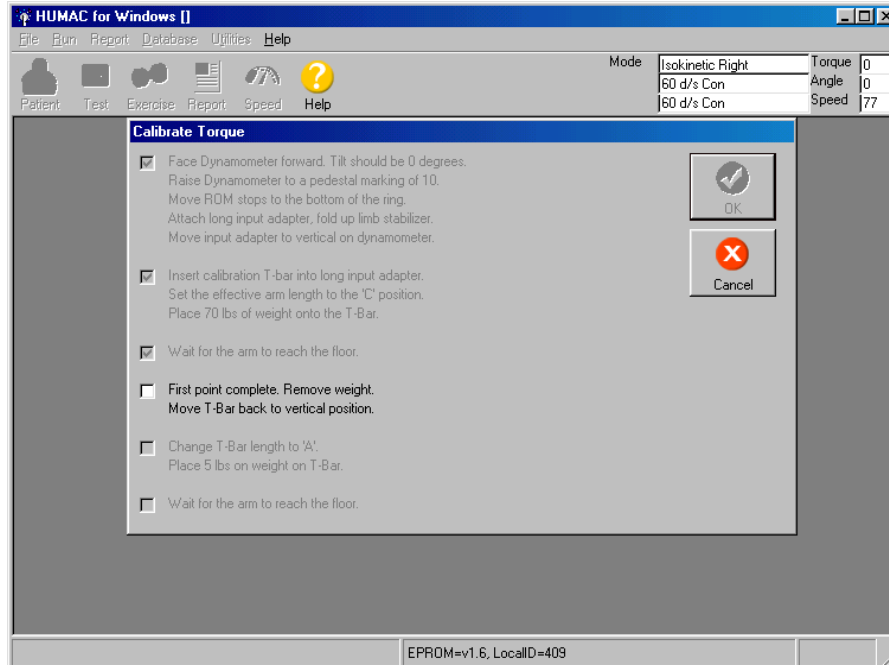 HUMAC for Windows []
File Run Report Database Utilities Help
Patient Test Exercise Report Speed Help
Mode Isokinetic Right Torque 0
60 d/s Con Angle 0
60 d/s Con Speed 77
Calibrate Torque
Face Dynamometer forward. Tilt should be 0 degrees.
Raise Dynamometer to a pedestal marking of 10.
Move ROM stops to the bottom of the ring.
Attach long input adapter, fold up limb stabilizer.
Move input adapter to vertical on dynamometer.
OK
Insert calibration T-bar into long input adapter.
Set the effective arm length to the 'C' position.
Place 70 lbs of weight onto the T-Bar.
Cancel
Wait for the arm to reach the floor.
First point complete. Remove weight.
Move T-Bar back to vertical position.
Change T-Bar length to 'A'.
Place 5 lbs on weight on T-Bar.
Wait for the arm to reach the floor.
EPROM=v1.6, LocalID=409